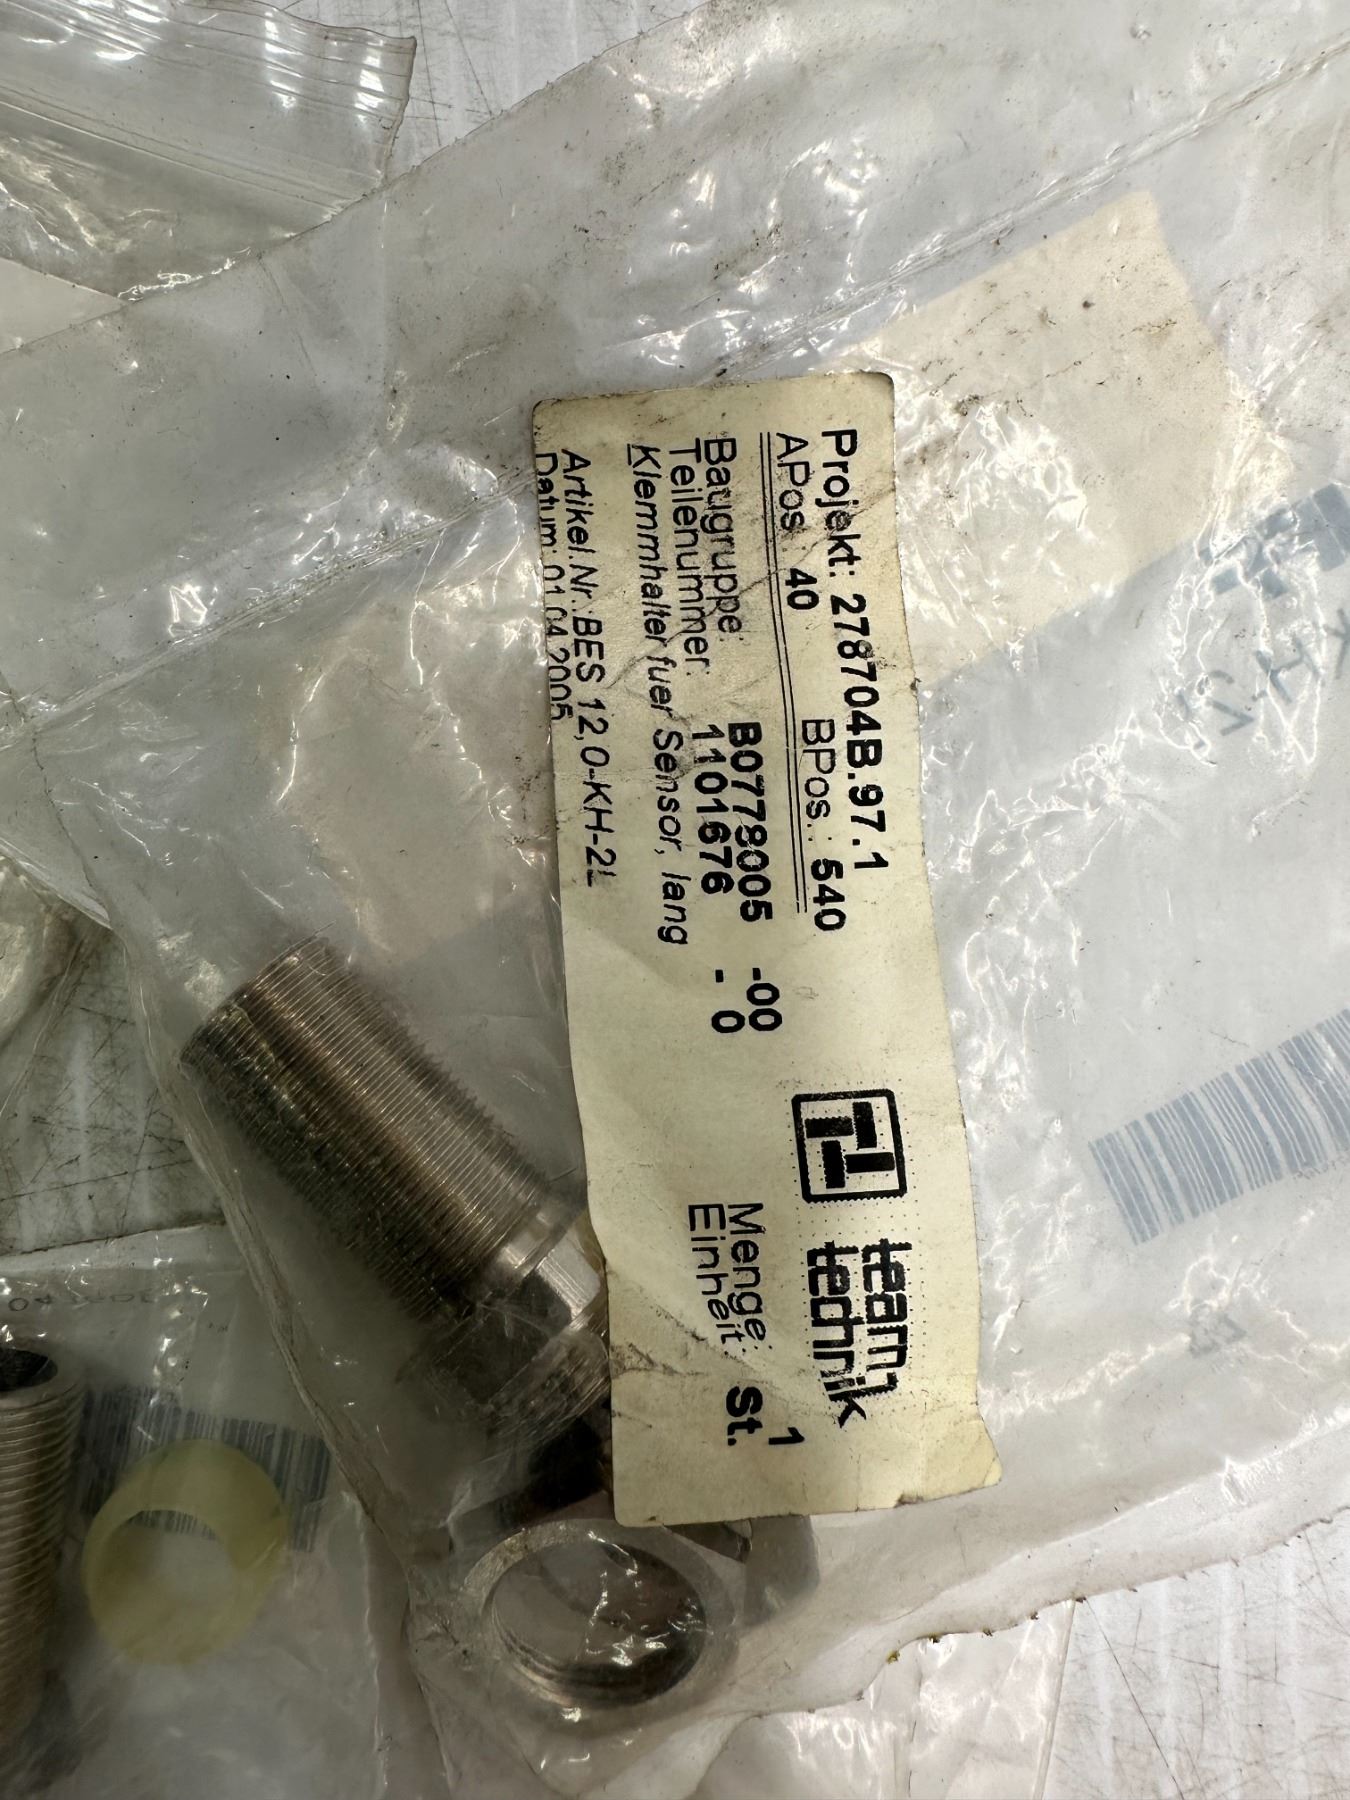 Projekt: 278704B.97.1
APos.: 40 BPos.: 540
Baugruppe: B0778005 -00
Teilenummer: 1101676 - 0
Klemmhalter fuer Sensor, lang
Artikel.Nr.:BES 12,0-KH-2L
Datum: 01.04.2005
team
technik
Menge: 1
Einheit: St.